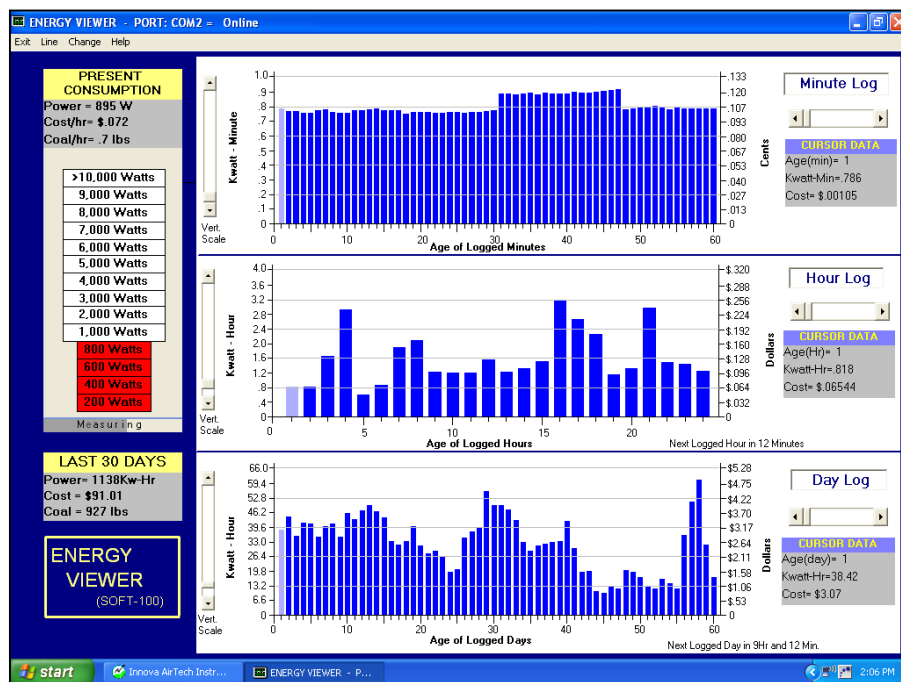 ENERGY VIEWER - PORT: COM2 = Online
Exit Line Change Help
PRESENT
CONSUMPTION
Power = 895 W
Cost/hr= $.072
Coal/hr= .7 lbs
>10,000 Watts
9,000 Watts
8,000 Watts
7,000 Watts
6,000 Watts
5,000 Watts
4,000 Watts
3,000 Watts
2,000 Watts
1,000 Watts
800 Watts
600 Watts
400 Watts
200 Watts
Measuring
LAST 30 DAYS
Power= 1138Kw-Hr
Cost = $91.01
Coal = 927 lbs
ENERGY
VIEWER
(SOFT-100)
Vert.
Scale
Kwatt - Minute
1.0
.9
.8
.7
.6
.5
.4
.3
.2
.1
0
.133
.120
.107
.093
.080
.067
.053
.040
.027
.013
0
Cents
0 10 20 30 40 50 60
Age of Logged Minutes
Minute Log
CURSOR DATA
Age(min)= 1
Kwatt-Min=.786
Cost= $.00105
Vert.
Scale
Kwatt - Hour
4.0
3.6
3.2
2.8
2.4
2.0
1.6
1.2
.8
.4
0
$.320
$.288
$.256
$.224
$.192
$.160
$.128
$.096
$.064
$.032
0
Dollars
0 5 10 15 20
Age of Logged Hours
Next Logged Hour in 12 Minutes
Hour Log
CURSOR DATA
Age(Hr)= 1
Kwatt-Hr=.818
Cost= $.06544
Vert.
Scale
Kwatt - Hour
66.0
59.4
52.8
46.2
39.6
33.0
26.4
19.8
13.2
6.6
0
$5.28
$4.75
$4.22
$3.70
$3.17
$2.64
$2.11
$1.58
$1.06
$.53
0
Dollars
0 10 20 30 40 50 60
Age of Logged Days
Next Logged Day in 9Hr and 12 Min.
Day Log
CURSOR DATA
Age(day)= 1
Kwatt-Hr=38.42
Cost= $3.07
start
Innova AirTech Instr...
ENERGY VIEWER - P...
2:06 PM